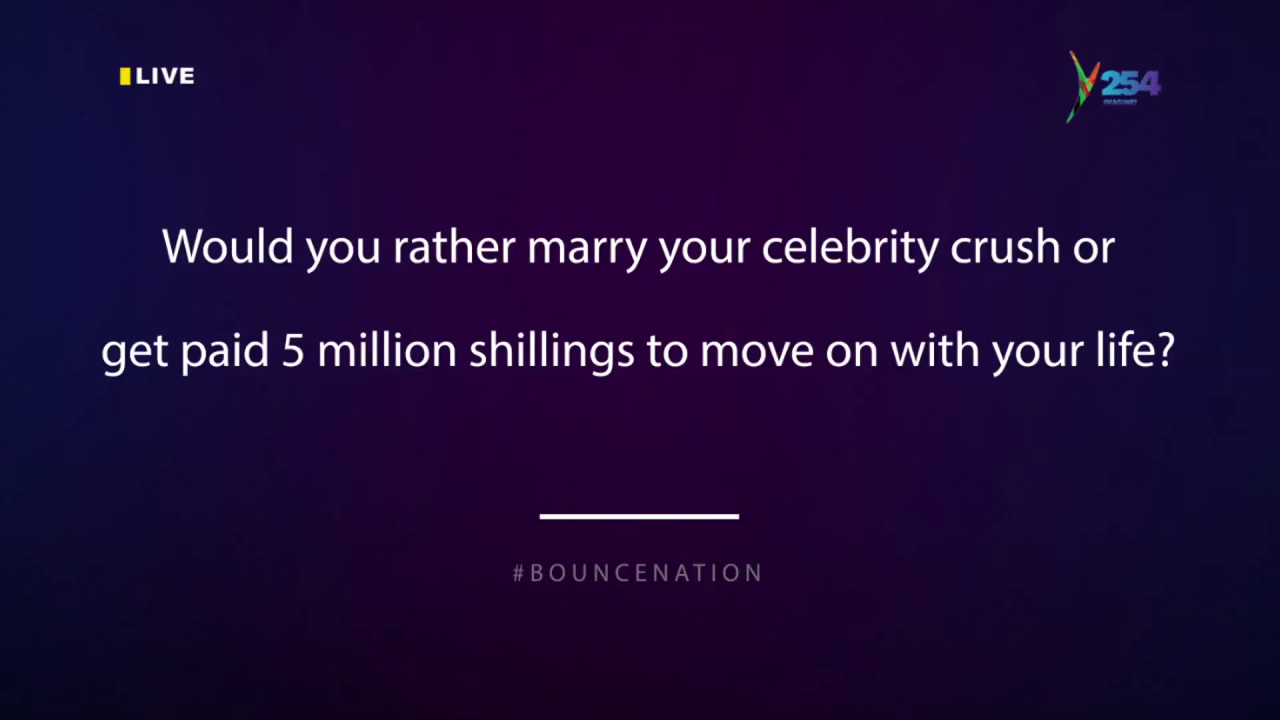 LIVE
254
Would you rather marry your celebrity crush or
get paid 5 million shillings to move on with your life?
#BOUNCENATION